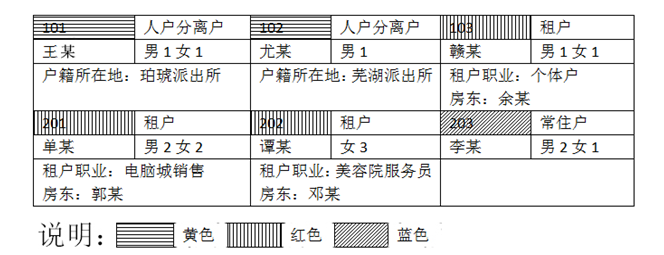 101 人户分离户 102 人户分离户 103 租户
王某 男1女1 尤某 男1 赣某 男1女1
户籍所在地：珀琥派出所 户籍所在地：芜湖派出所 租户职业：个体户
房东：余某
201 租户 202 租户 203 常住户
单某 男2女2 谭某 女3 李某 男2女1
租户职业：电脑城销售 租户职业：美容院服务员
房东：郭某 房东：邓某
说明： 黄色 红色 蓝色